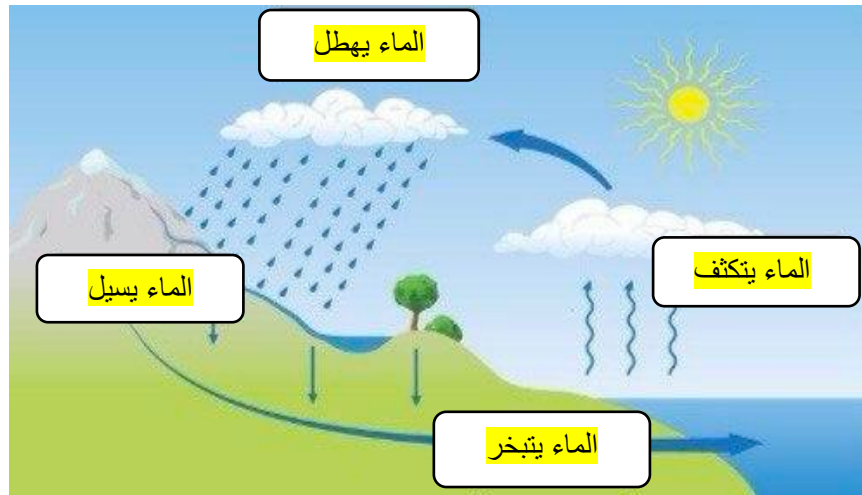 الماء يهطل
الماء يتكثف
الماء يسيل
الماء يتبخر